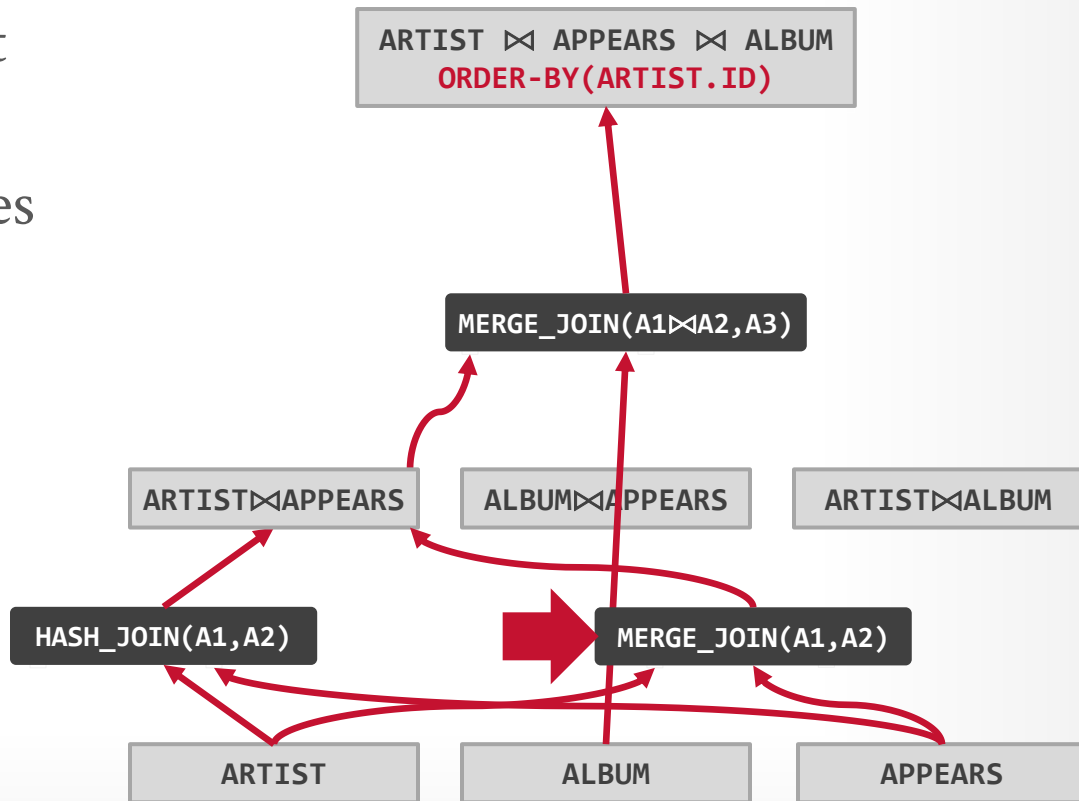 t
es
ARTIST ⋈ APPEARS ⋈ ALBUM
ORDER-BY(ARTIST.ID)
MERGE_JOIN(A1⋈A2,A3)
ARTIST⋈APPEARS
ALBUM⋈APPEARS
ARTIST⋈ALBUM
HASH_JOIN(A1,A2)
MERGE_JOIN(A1,A2)
ARTIST
ALBUM
APPEARS